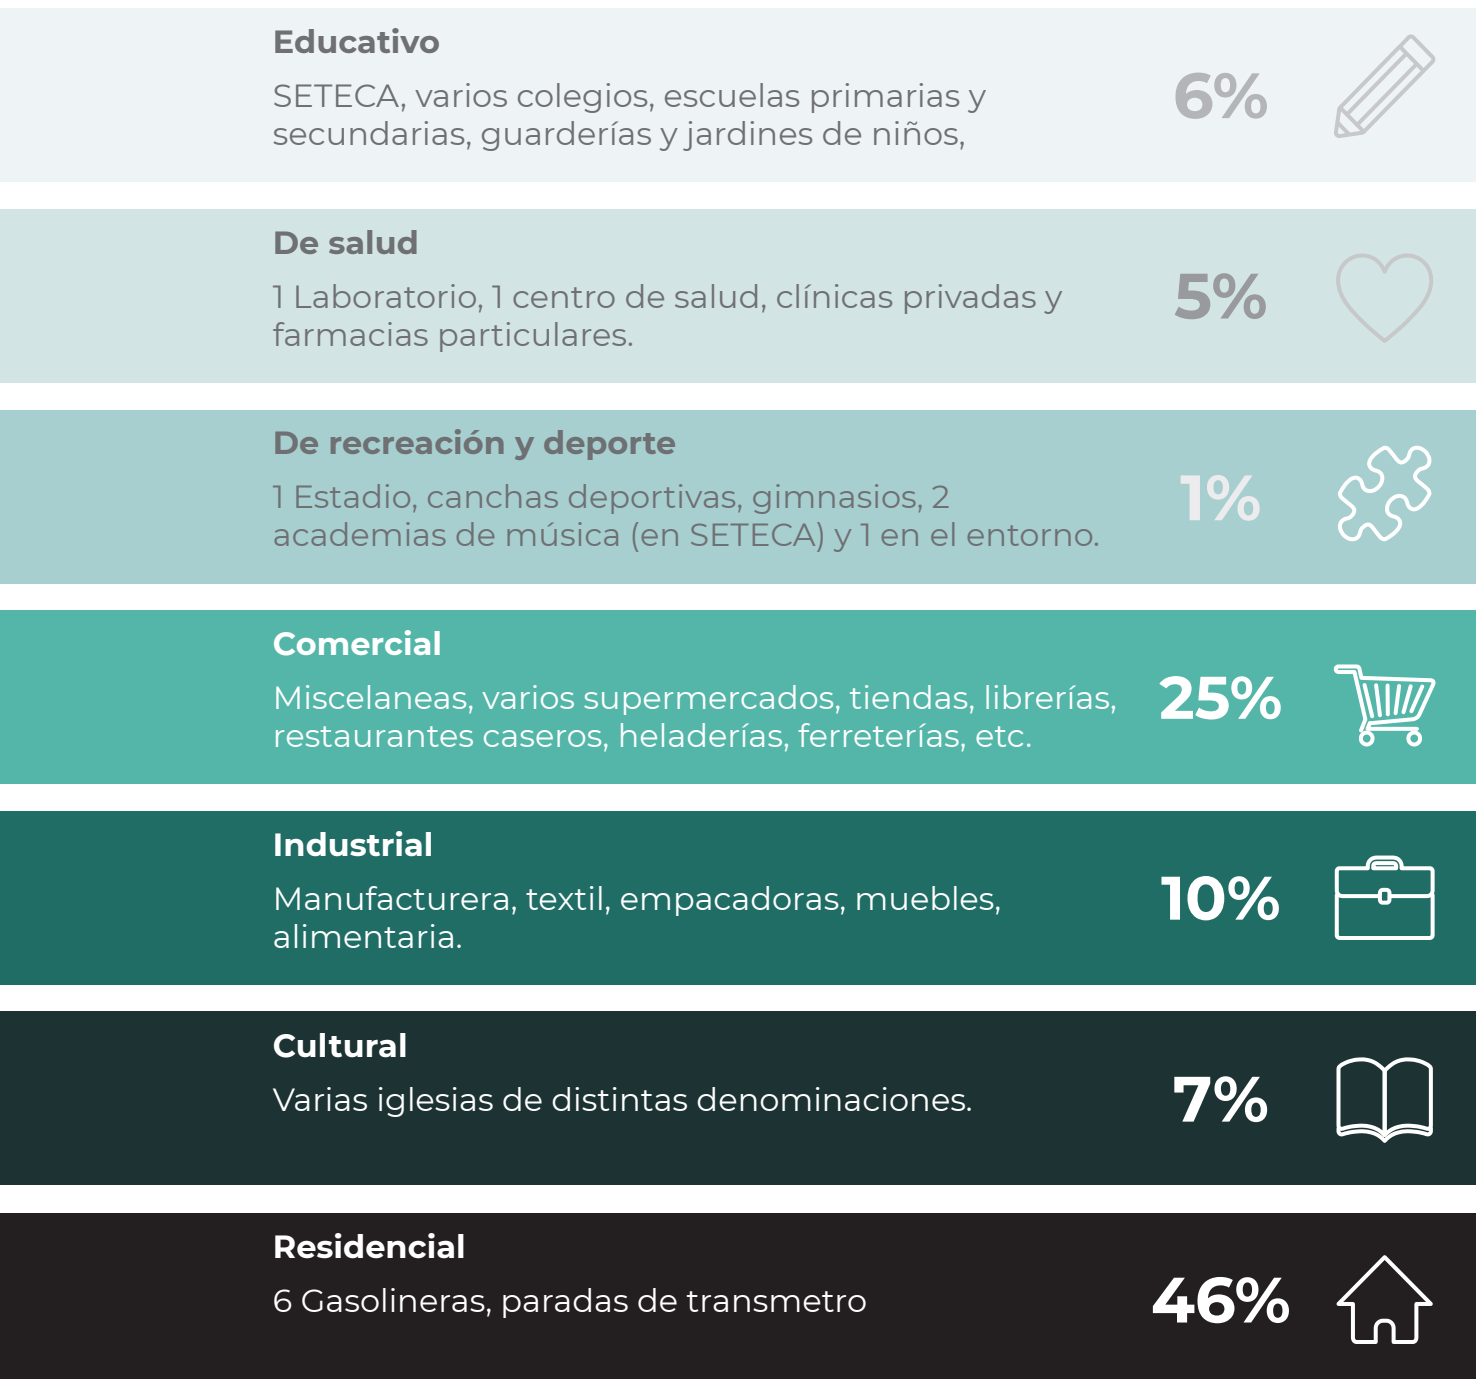 Educativo
SETECA, varios colegios, escuelas primarias y
secundarias, guarderías y jardines de niños,
6%
De salud
1 Laboratorio, 1 centro de salud, clínicas privadas y
farmacias particulares.
5%
De recreación y deporte
1 Estadio, canchas deportivas, gimnasios, 2
academias de música (en SETECA) y 1 en el entorno.
1%
Comercial
Miscelaneas, varios supermercados, tiendas, librerías,
restaurantes caseros, heladerías, ferreterías, etc.
25%
Industrial
Manufacturera, textil, empacadoras, muebles,
alimentaria.
10%
Cultural
Varias iglesias de distintas denominaciones.
7%
Residencial
6 Gasolineras, paradas de transmetro
46%